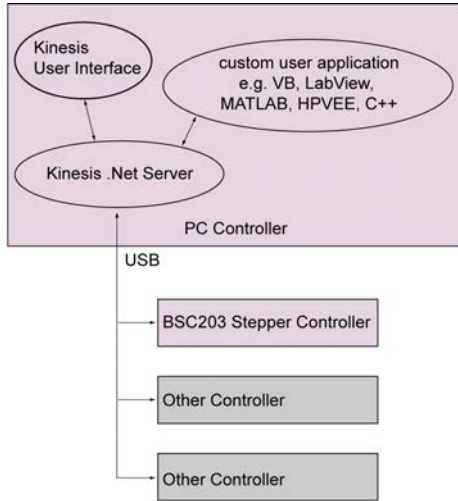 Kinesis
User Interface
custom user application
e.g. VB, LabView,
MATLAB, HPVEE, C++
Kinesis .Net Server
PC Controller
USB
BSC203 Stepper Controller
Other Controller
Other Controller